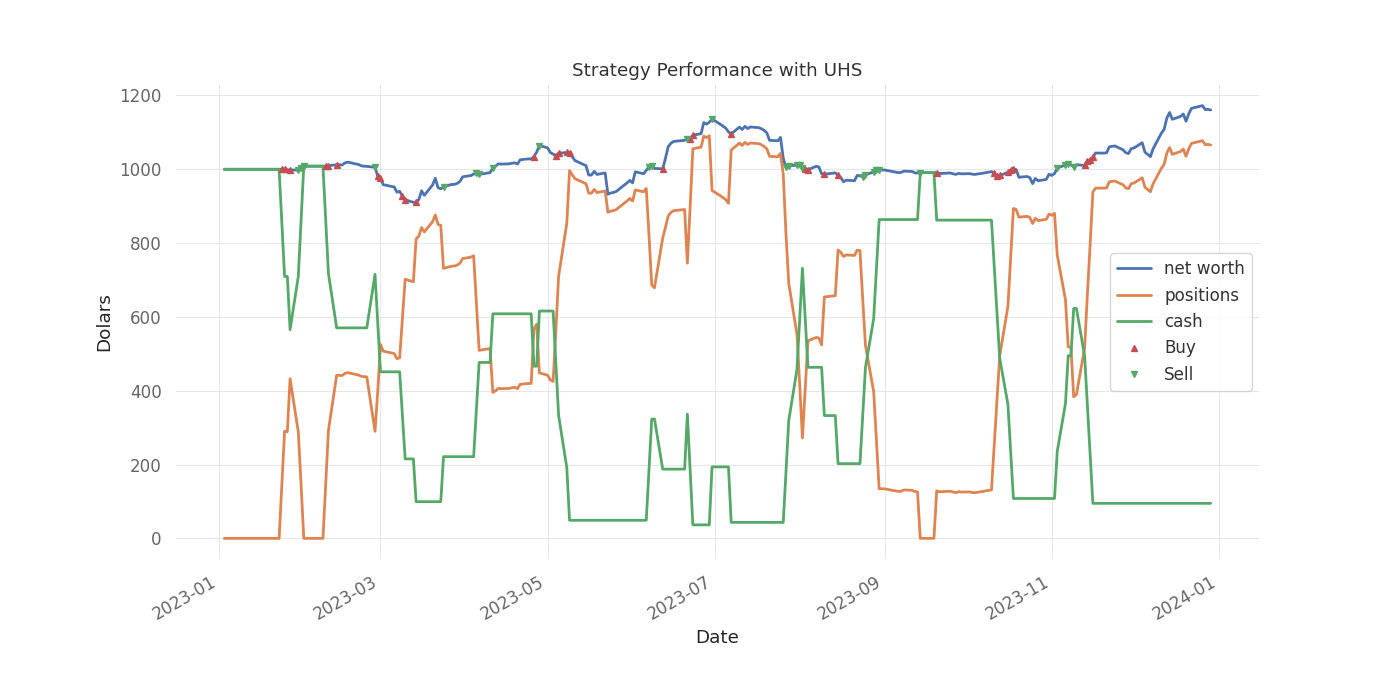 Strategy Performance with UHS
1200
1000
800
600
400
200
0
Dolars
net worth
positions
cash
Buy
Sell
2023-01
2023-03
2023-05
2023-07
2023-09
2023-11
2024-01
Date